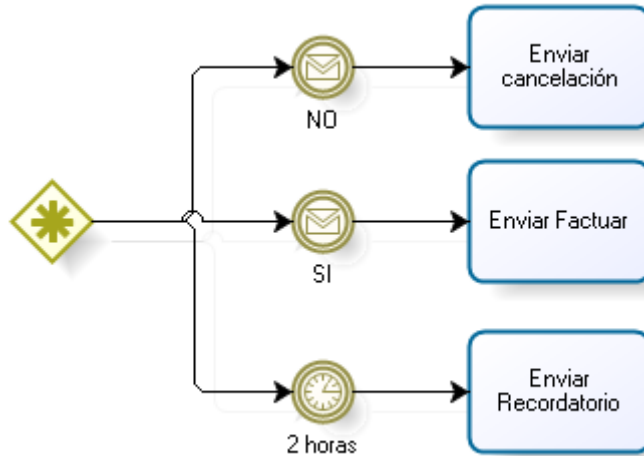 Enviar
cancelación
NO
Enviar Factuar
SI
Enviar
Recordatorio
2 horas